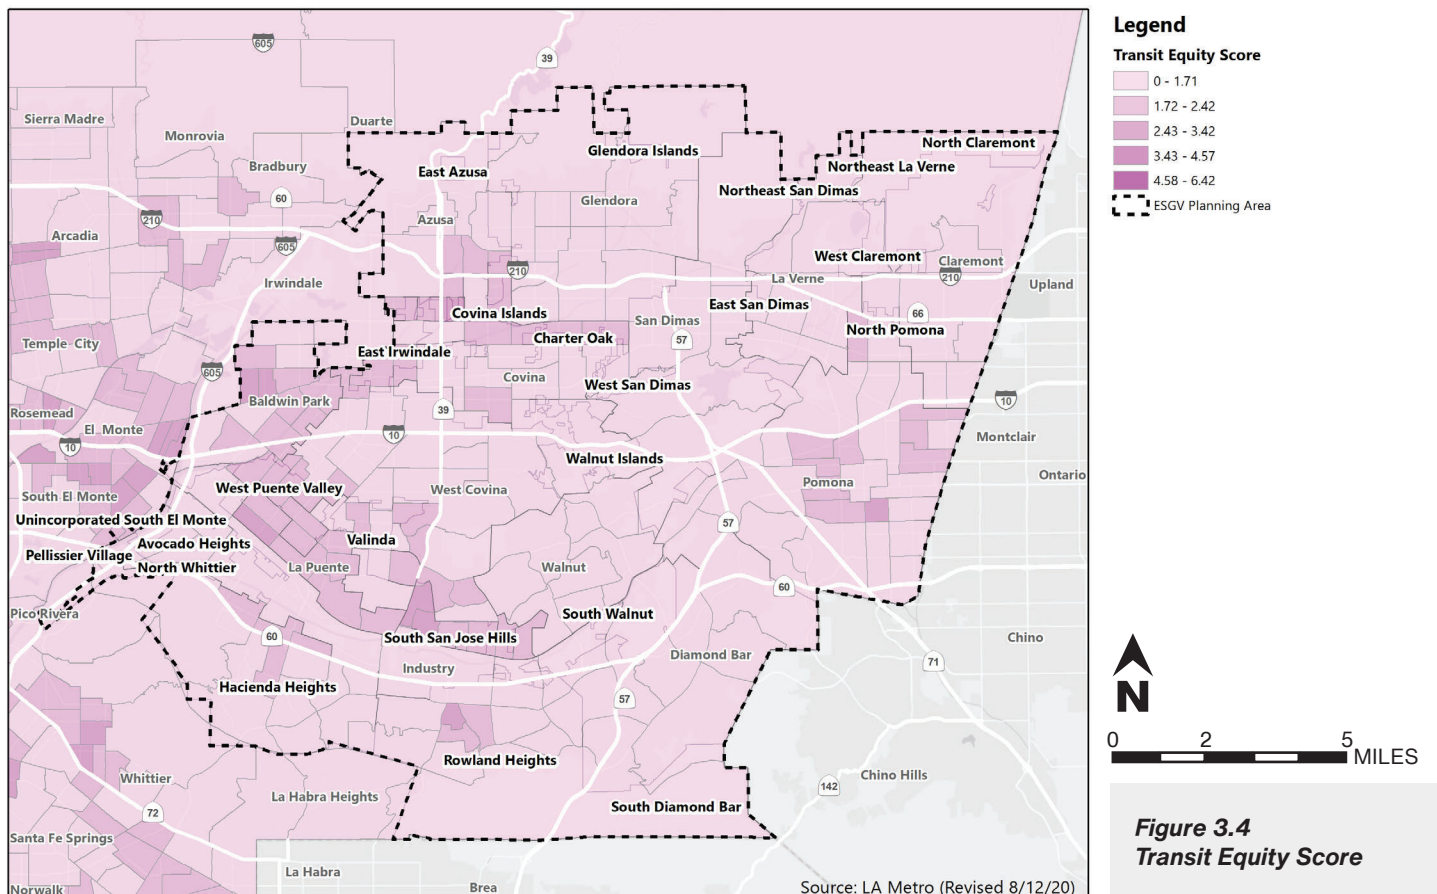 605
39
Sierra Madre
Duarte
Monrovia
Glendora Islands
North Claremont
Bradbury
East Azusa
Northeast La Verne
Northeast San Dimas
60
Glendora
210
Azusa
Arcadia
605
West Claremont
Claremont
210
210
La Verne
Irwindale
Upland
East San Dimas
Covina Islands
66
San Dimas
North Pomona
Charter Oak
57
Temple City
East Irwindale
605
Covina
West San Dimas
Baldwin Park
10
39
Rosemead
El Monte
10
10
Montclair
Walnut Islands
Ontario
Pomona
West Puente Valley
West Covina
South El Monte
Unincorporated South El Monte
57
Avocado Heights
Valinda
Pellissier Village
North Whittier
La Puente
Walnut
60
Pico Rivera
South Walnut
60
South San Jose Hills
Chino
Diamond Bar
71
Industry
Hacienda Heights
57
Rowland Heights
Whittier
Chino Hills
142
La Habra Heights
South Diamond Bar
72
Santa Fe Springs
La Habra
Norwalk
Brea
Source: LA Metro (Revised 8/12/20)
Legend
Transit Equity Score
0 - 1.71
1.72 - 2.42
2.43 - 3.42
3.43 - 4.57
4.58 - 6.42
ESGV Planning Area
N
0 2 5
MILES
Figure 3.4
Transit Equity Score